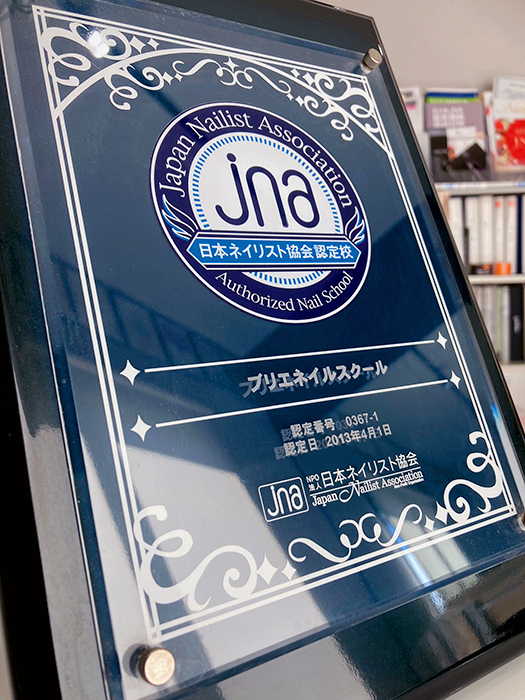 Japan Nailist Association
jna
日本ネイリスト協会認定校
Authorized Nail School
ブリエネイルスクール
認定番号 0367-1
認定日 2013年4月1日
Jna NPO法人 日本ネイリスト協会
Japan Nailist Association